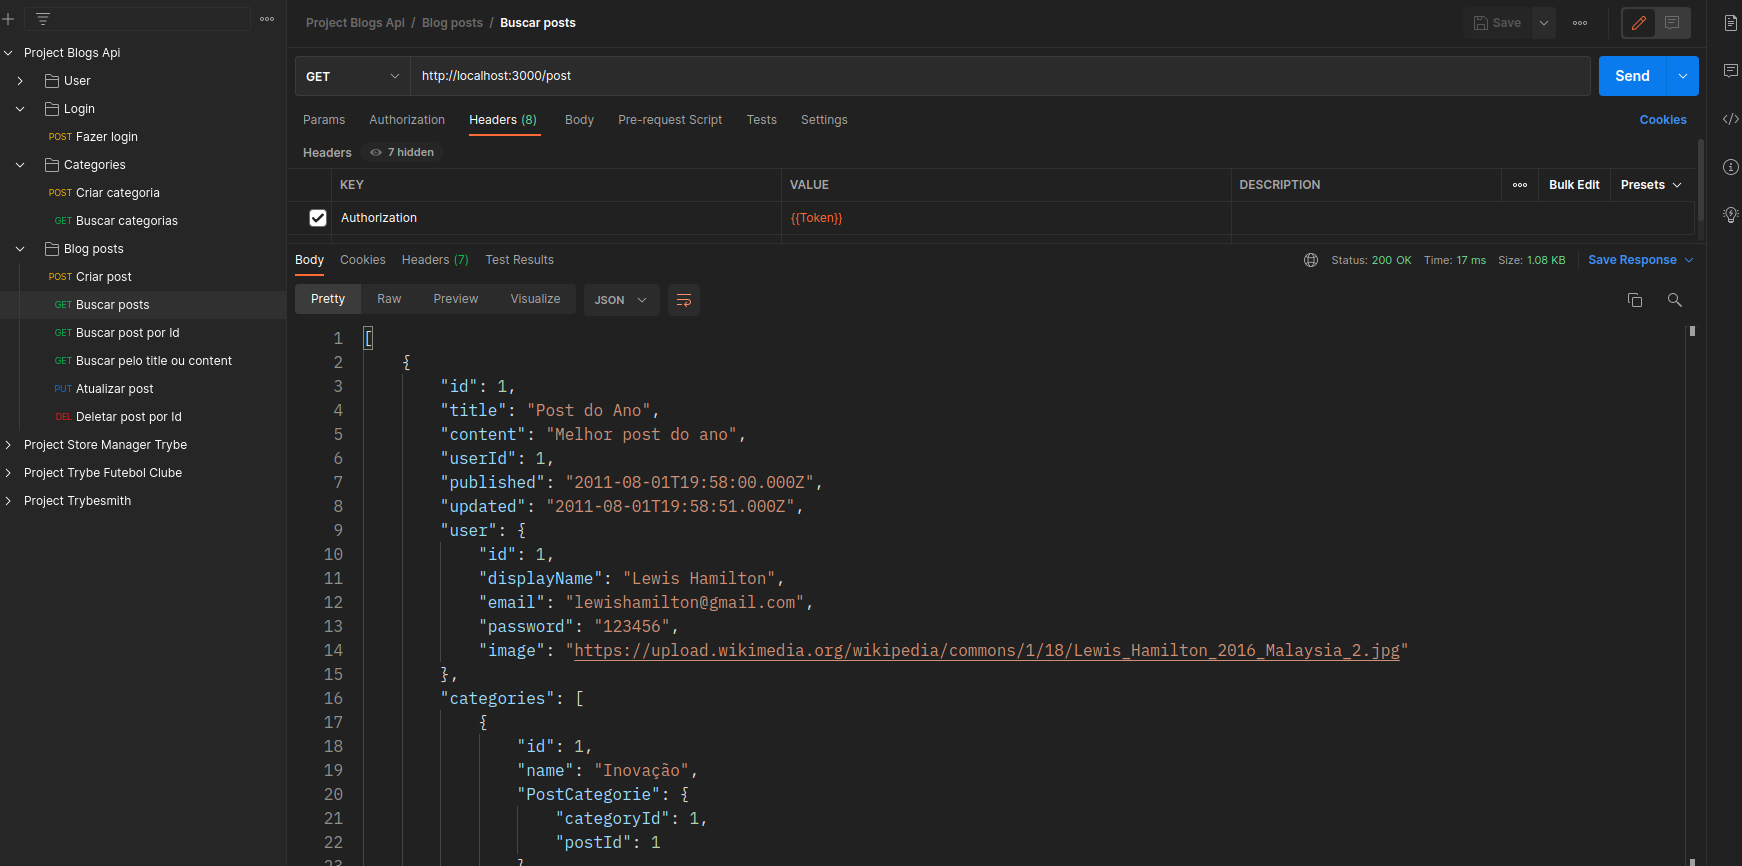 Project Blogs Api
User
Login
POST Fazer login
Categories
POST Criar categoria
GET Buscar categorias
Blog posts
POST Criar post
GET Buscar posts
GET Buscar post por Id
GET Buscar pelo title ou content
PUT Atualizar post
DEL Deletar post por Id
Project Store Manager Trybe
Project Trybe Futebol Clube
Project Trybesmith
Project Blogs Api / Blog posts / Buscar posts
Save
GET http://localhost:3000/post
Send
Params Authorization Headers (8) Body Pre-request Script Tests Settings Cookies
Headers 7 hidden
KEY VALUE DESCRIPTION Bulk Edit Presets
Authorization {{Token}}
Body Cookies Headers (7) Test Results Status: 200 OK Time: 17 ms Size: 1.08 KB Save Response
Pretty Raw Preview Visualize JSON
1 [
2 {
3 "id": 1,
4 "title": "Post do Ano",
5 "content": "Melhor post do ano",
6 "userId": 1,
7 "published": "2011-08-01T19:58:00.000Z",
8 "updated": "2011-08-01T19:58:51.000Z",
9 "user": {
10 "id": 1,
11 "displayName": "Lewis Hamilton",
12 "email": "lewishamilton@gmail.com",
13 "password": "123456",
14 "image": "https://upload.wikimedia.org/wikipedia/commons/1/18/Lewis_Hamilton_2016_Malaysia_2.jpg"
15 },
16 "categories": [
17 {
18 "id": 1,
19 "name": "Inovação",
20 "PostCategorie": {
21 "categoryId": 1,
22 "postId": 1
23 }